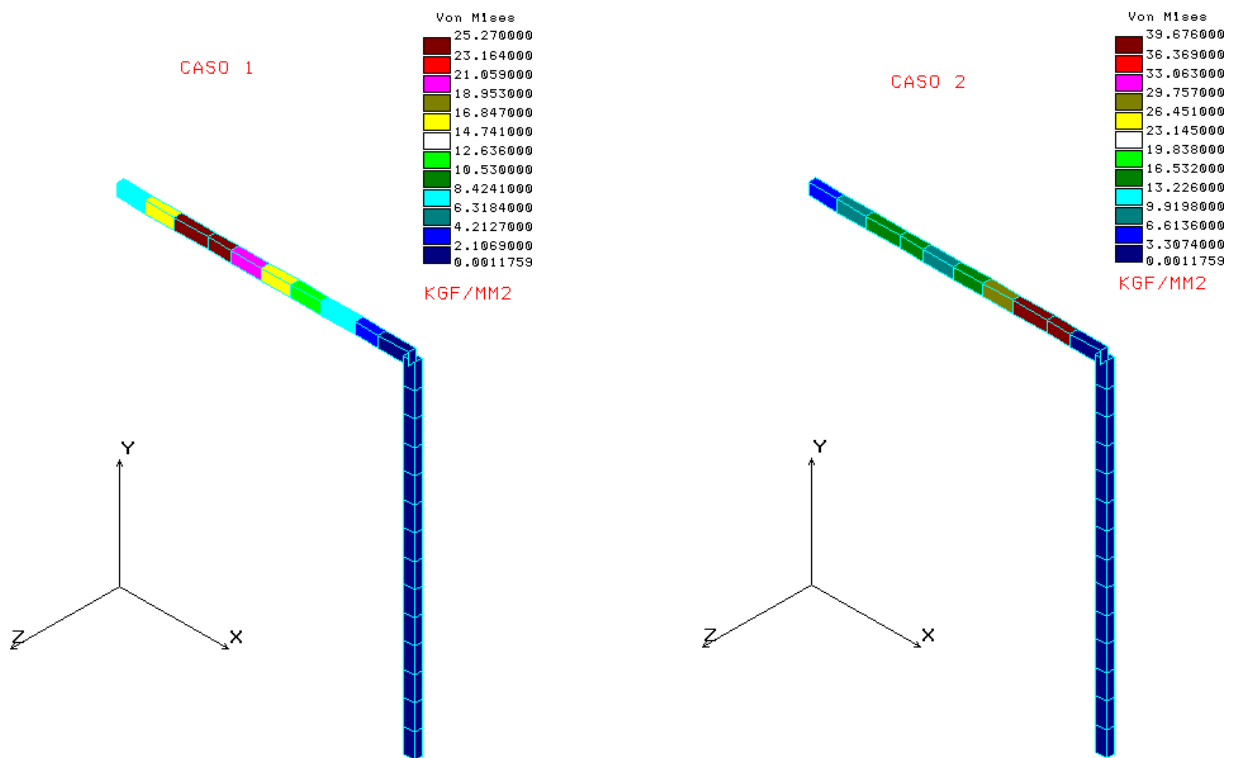 Von Mises
25.270000
23.164000
21.059000
18.953000
16.847000
14.741000
12.636000
10.530000
8.4241000
6.3184000
4.2127000
2.1069000
0.0011759
KGF/MM2
CASO 1
Y
Z
X
Von Mises
39.676000
36.369000
33.063000
29.757000
26.451000
23.145000
19.838000
16.532000
13.226000
9.9198000
6.6136000
3.3074000
0.0011759
KGF/MM2
CASO 2
Y
Z
X